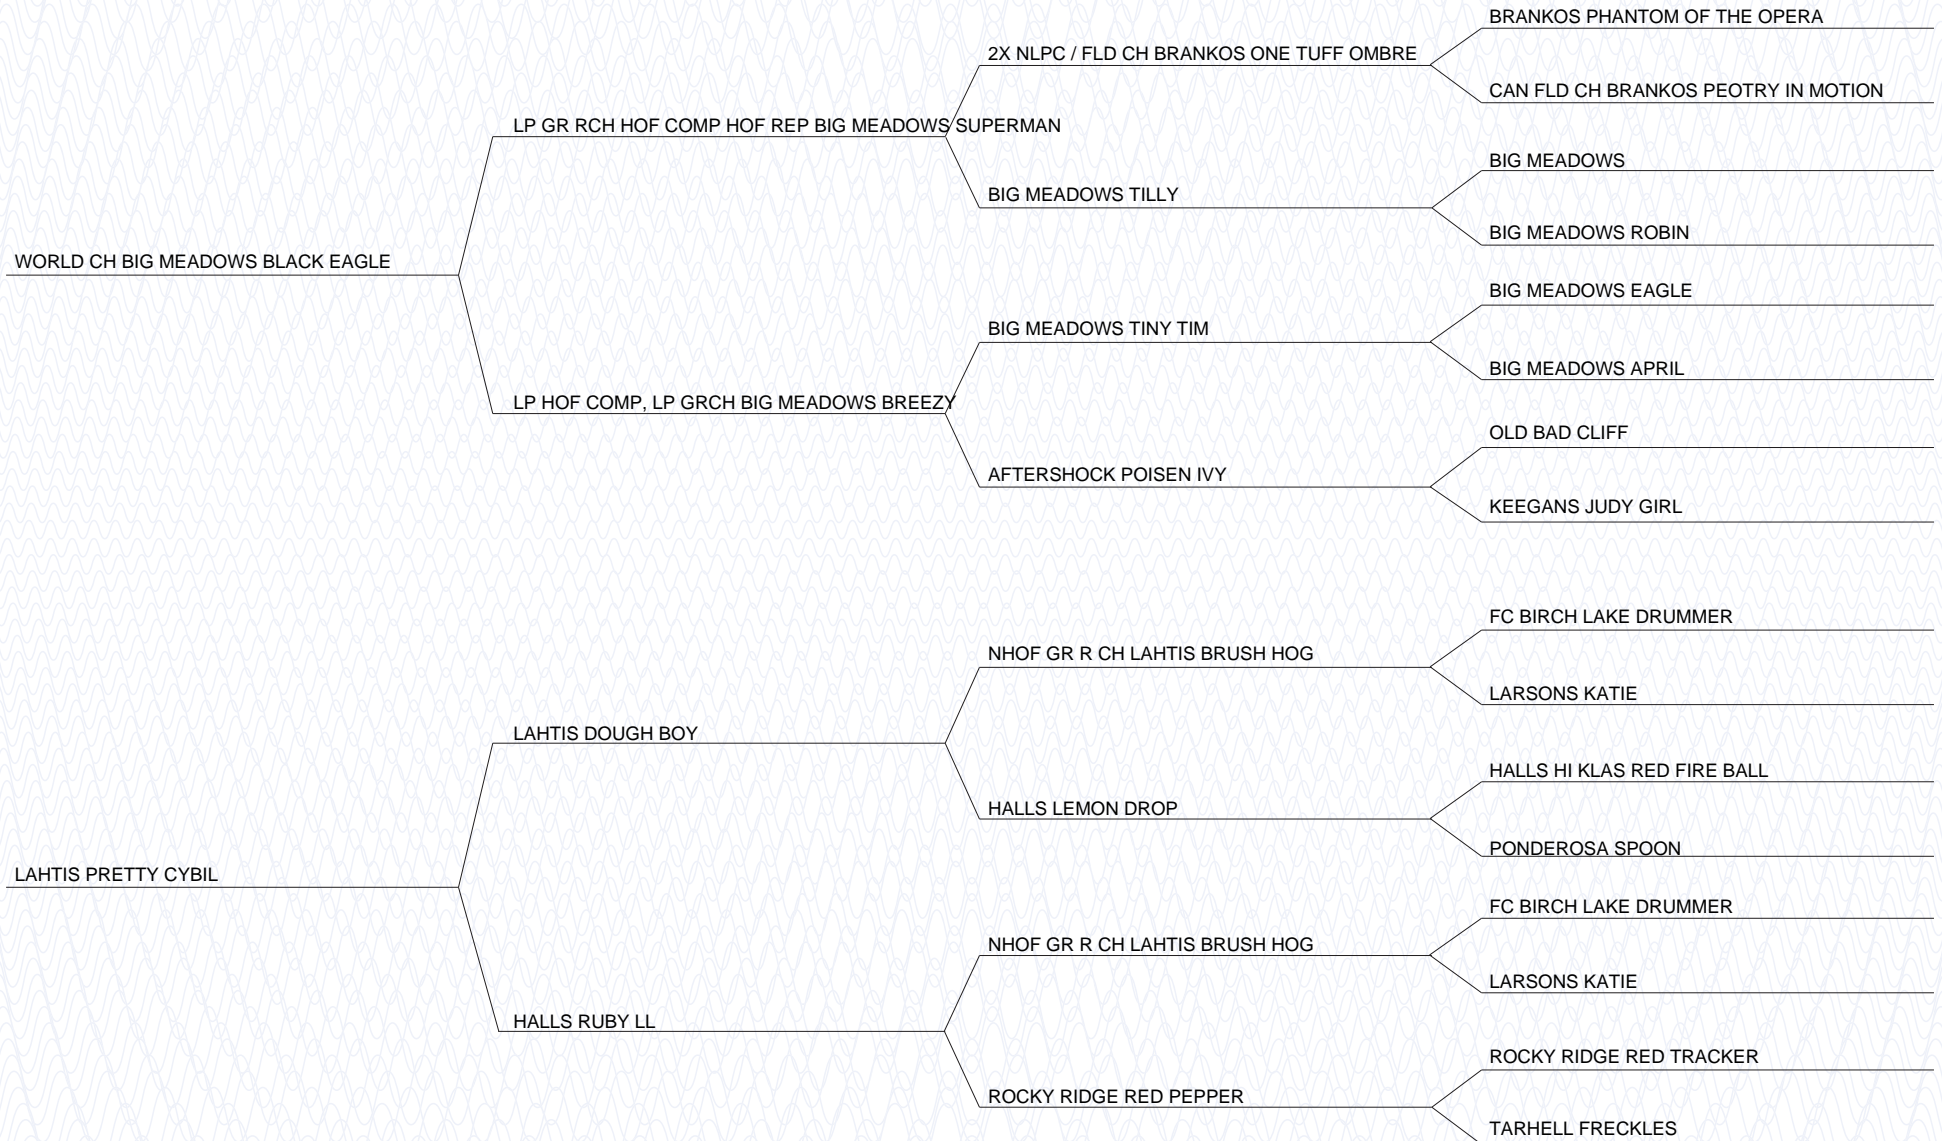 BRANKOS PHANTOM OF THE OPERA
2X NLPC / FLD CH BRANKOS ONE TUFF OMBRE
CAN FLD CH BRANKOS PEOTRY IN MOTION
LP GR RCH HOF COMP HOF REP BIG MEADOWS SUPERMAN
BIG MEADOWS
BIG MEADOWS TILLY
BIG MEADOWS ROBIN
WORLD CH BIG MEADOWS BLACK EAGLE
BIG MEADOWS EAGLE
BIG MEADOWS TINY TIM
BIG MEADOWS APRIL
LP HOF COMP, LP GRCH BIG MEADOWS BREEZY
OLD BAD CLIFF
AFTERSHOCK POISEN IVY
KEEGANS JUDY GIRL
FC BIRCH LAKE DRUMMER
NHOF GR R CH LAHTIS BRUSH HOG
LARSONS KATIE
LAHTIS DOUGH BOY
HALLS HI KLAS RED FIRE BALL
HALLS LEMON DROP
PONDEROSA SPOON
LAHTIS PRETTY CYBIL
FC BIRCH LAKE DRUMMER
NHOF GR R CH LAHTIS BRUSH HOG
LARSONS KATIE
HALLS RUBY LL
ROCKY RIDGE RED TRACKER
ROCKY RIDGE RED PEPPER
TARHELL FRECKLES